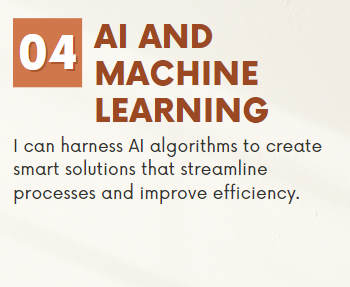 04
AI AND
MACHINE
LEARNING
I can harness AI algorithms to create
smart solutions that streamline
processes and improve efficiency.